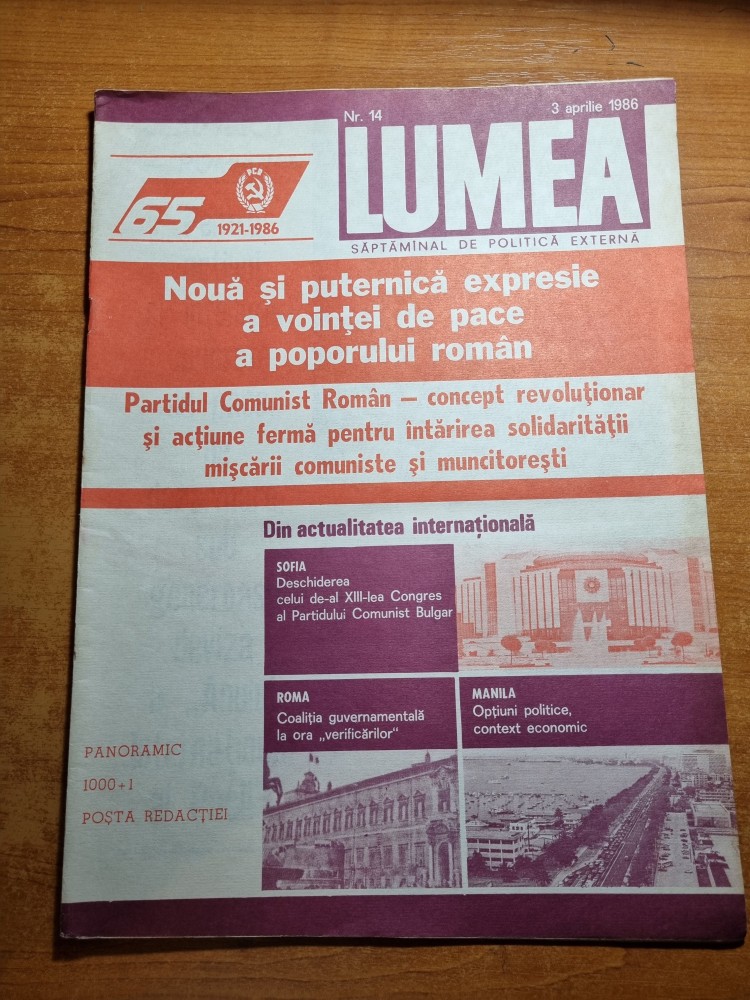 Nr. 14
3 aprilie 1986
LUMEA
SĂPTĂMÎNAL DE POLITICĂ EXTERNĂ
PCR
65
1921-1986
Nouă şi puternică expresie
a voinţei de pace
a poporului român
Partidul Comunist Român — concept revoluţionar
şi acţiune fermă pentru întărirea solidarităţii
mişcării comuniste şi muncitoreşti
Din actualitatea internaţională
SOFIA
Deschiderea
celui de-al XIII-lea Congres
al Partidului Comunist Bulgar
ROMA
Coaliţia guvernamentală
la ora „verificărilor“
MANILA
Opţiuni politice,
context economic
PANORAMIC
1000+1
POŞTA REDACŢIEI